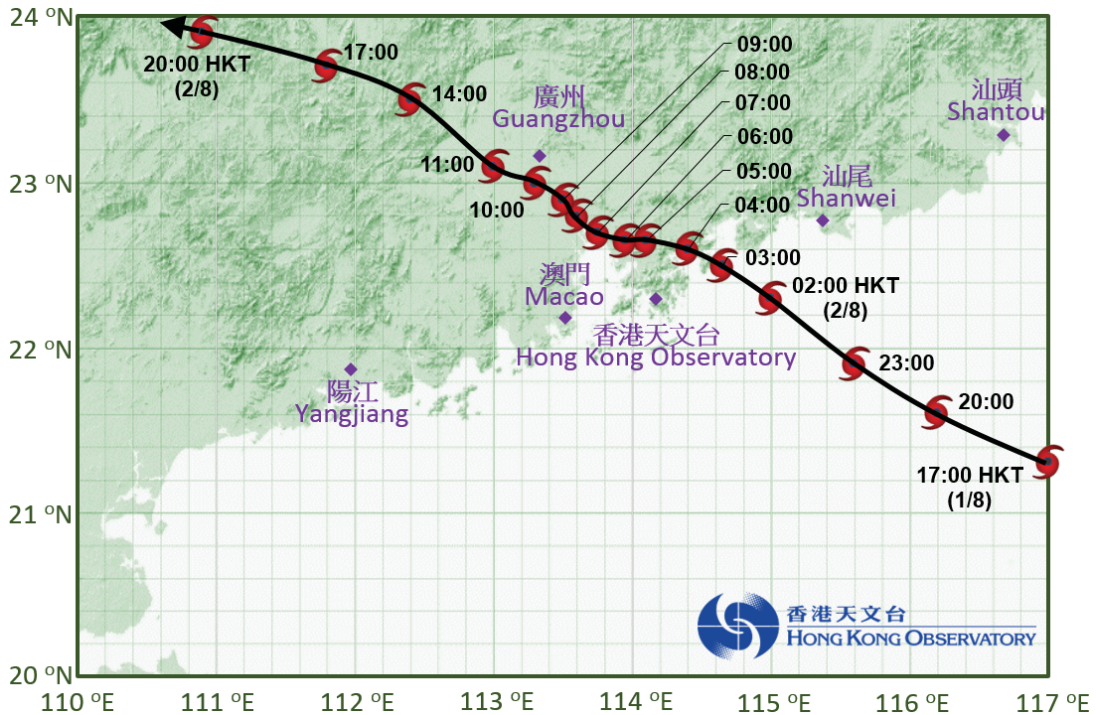 24 °N
23 °N
22 °N
21 °N
20 °N
110 °E
111 °E
112 °E
113 °E
114 °E
115 °E
116 °E
117 °E
20:00 HKT
(2/8)
17:00
14:00
11:00
10:00
09:00
08:00
07:00
06:00
05:00
04:00
03:00
02:00 HKT
(2/8)
23:00
20:00
17:00 HKT
(1/8)
廣州
Guangzhou
汕頭
Shantou
汕尾
Shanwei
澳門
Macao
香港天文台
Hong Kong Observatory
陽江
Yangjiang
香港天文台
HONG KONG OBSERVATORY